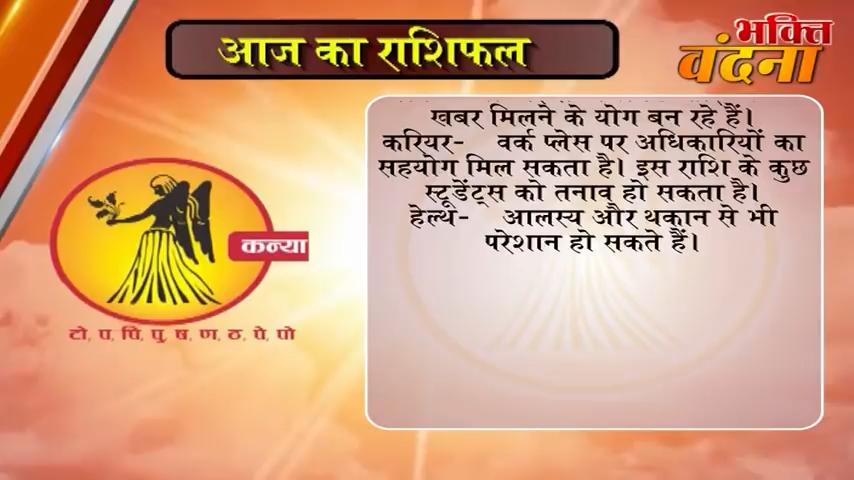 आज का राशिफल
भक्ति
वंदना
खबर मिलने के योग बन रहे हैं।
करियर- वर्क प्लेस पर अधिकारियों का
सहयोग मिल सकता है। इस राशि के कुछ
स्टूडेंट्स को तनाव हो सकता है।
हेल्थ- आलस्य और थकान से भी
परेशान हो सकते हैं।
कन्या
टो, प, पि, पु, ष, ण, ठ, पे, पो